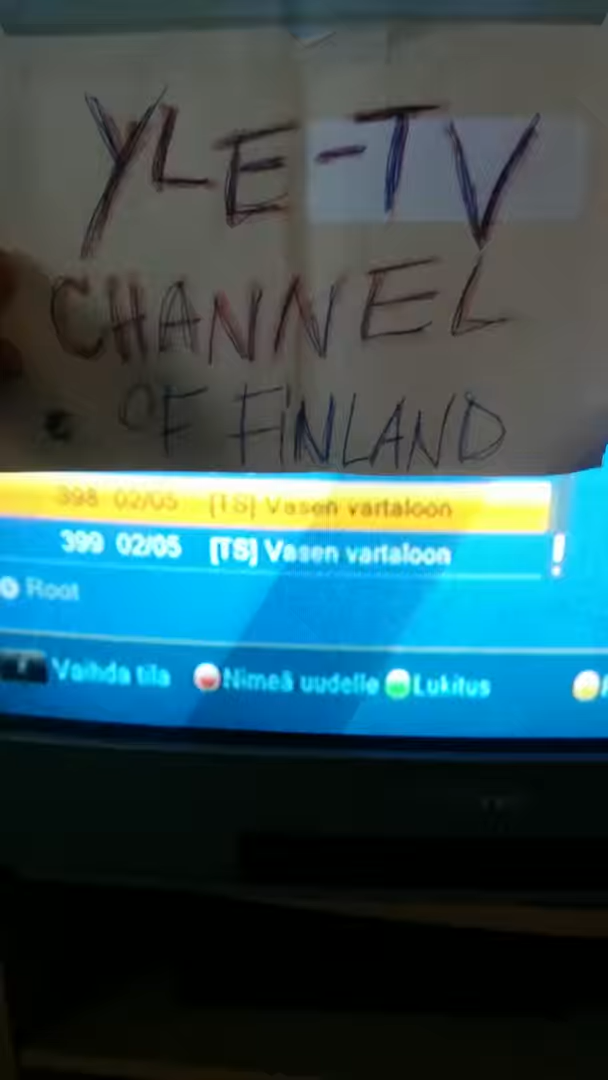 YLE-TV
CHANNEL
OF FiNLAND
398 02/05 [TS] Vasen vartaloon
399 02/05 [TS] Vasen vartaloon !
Root
Vaihda tila Nimeä uudelle Lukitus